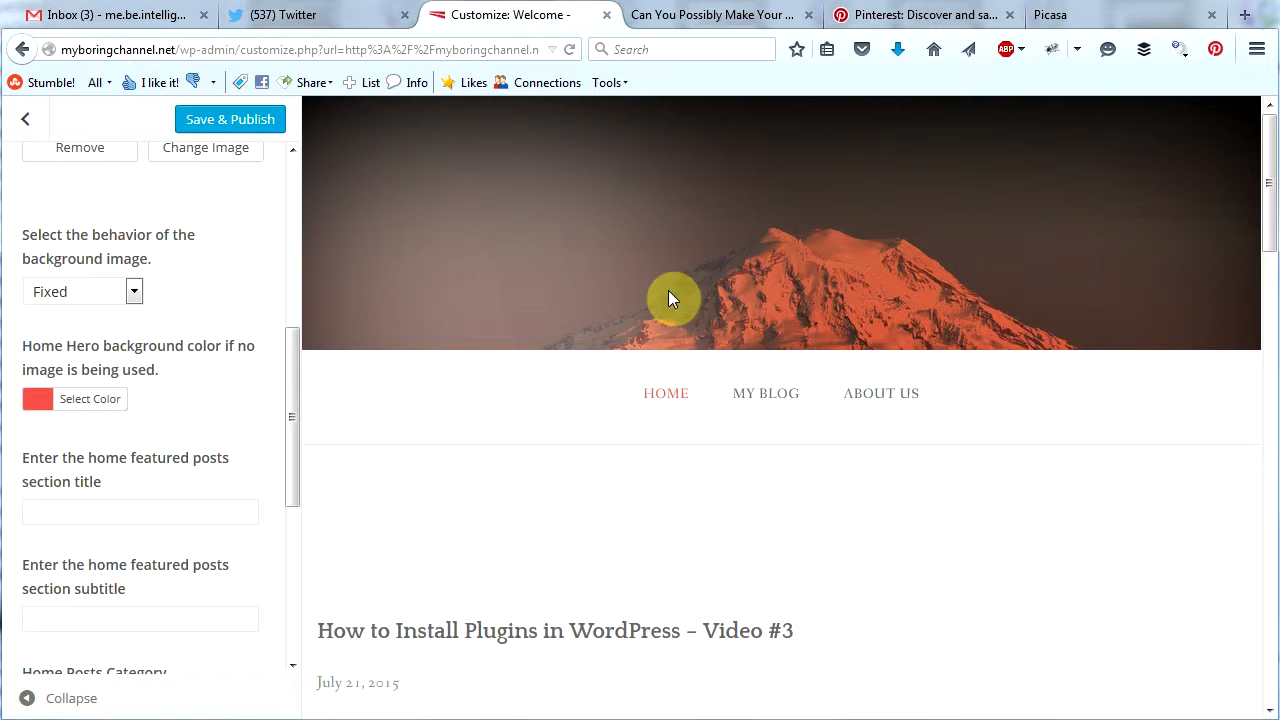 Inbox (3) - me.be.intellig...
(537) Twitter
Customize: Welcome -
Can You Possibly Make Your ...
Pinterest: Discover and sa...
Picasa
myboringchannel.net/wp-admin/customize.php?url=http%3A%2F%2Fmyboringchannel.n
Search
ABP
Stumble!
All
I like it!
Share
List
Info
Likes
Connections
Tools
Save & Publish
Remove
Change Image
Select the behavior of the
background image.
Fixed
Home Hero background color if no
image is being used.
Select Color
Enter the home featured posts
section title
Enter the home featured posts
section subtitle
Home Posts Category
Collapse
HOME
MY BLOG
ABOUT US
How to Install Plugins in WordPress – Video #3
July 21, 2015